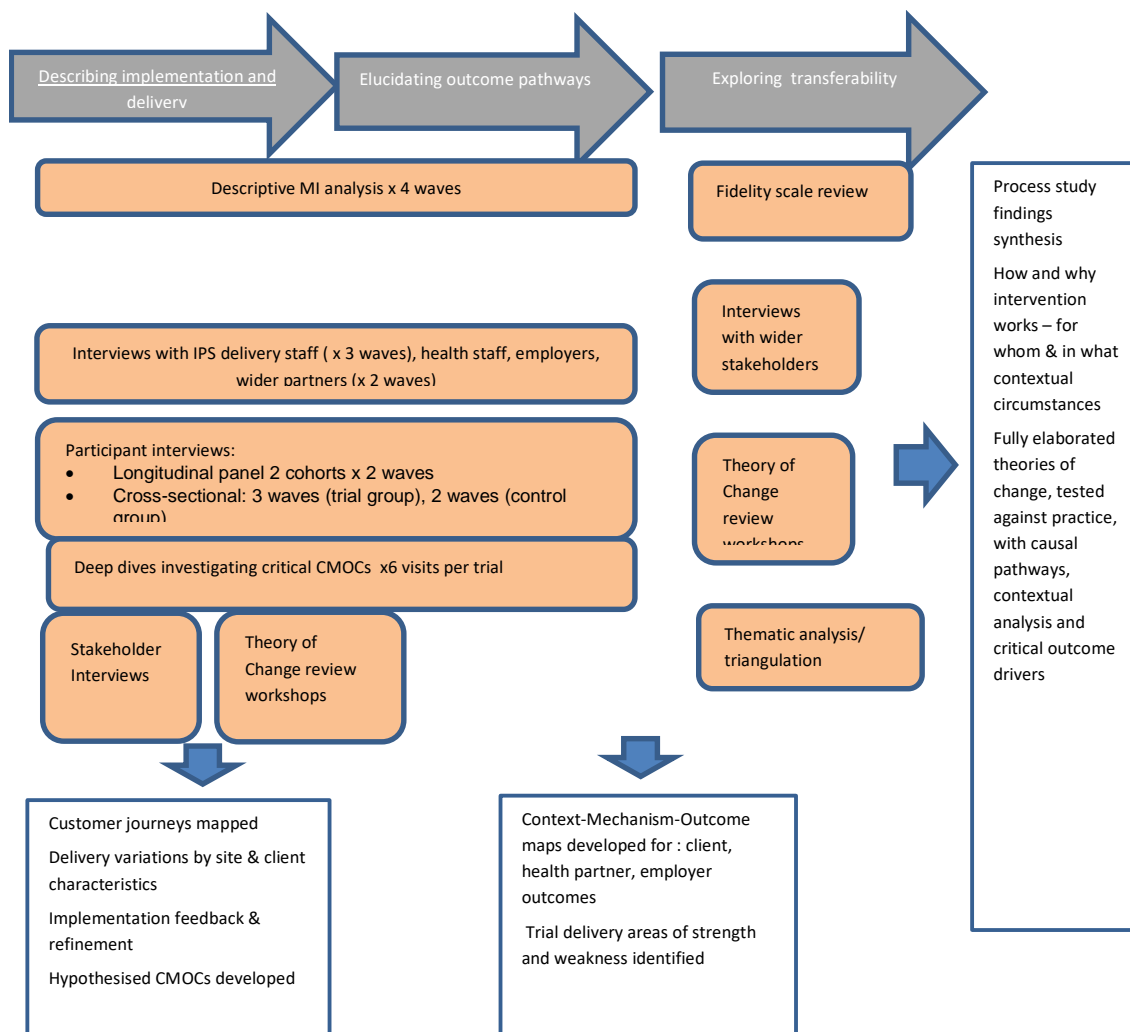 Describing implementation and
delivery
Elucidating outcome pathways
Exploring transferability
Descriptive MI analysis x 4 waves
Fidelity scale review
Interviews with wider
stakeholders
Interviews with IPS delivery staff ( x 3 waves), health staff, employers,
wider partners (x 2 waves)
Participant interviews:
• Longitudinal panel 2 cohorts x 2 waves
• Cross-sectional: 3 waves (trial group), 2 waves (control
group)
Theory of
Change
review
workshops
Deep dives investigating critical CMOCs x6 visits per trial
Stakeholder
Interviews
Theory of
Change review
workshops
Thematic analysis/
triangulation
Customer journeys mapped
Delivery variations by site & client
characteristics
Implementation feedback &
refinement
Hypothesised CMOCs developed
Context-Mechanism-Outcome
maps developed for : client,
health partner, employer
outcomes
Trial delivery areas of strength
and weakness identified
Process study
findings
synthesis
How and why
intervention
works – for
whom & in what
contextual
circumstances
Fully elaborated
theories of
change, tested
against practice,
with causal
pathways,
contextual
analysis and
critical outcome
drivers